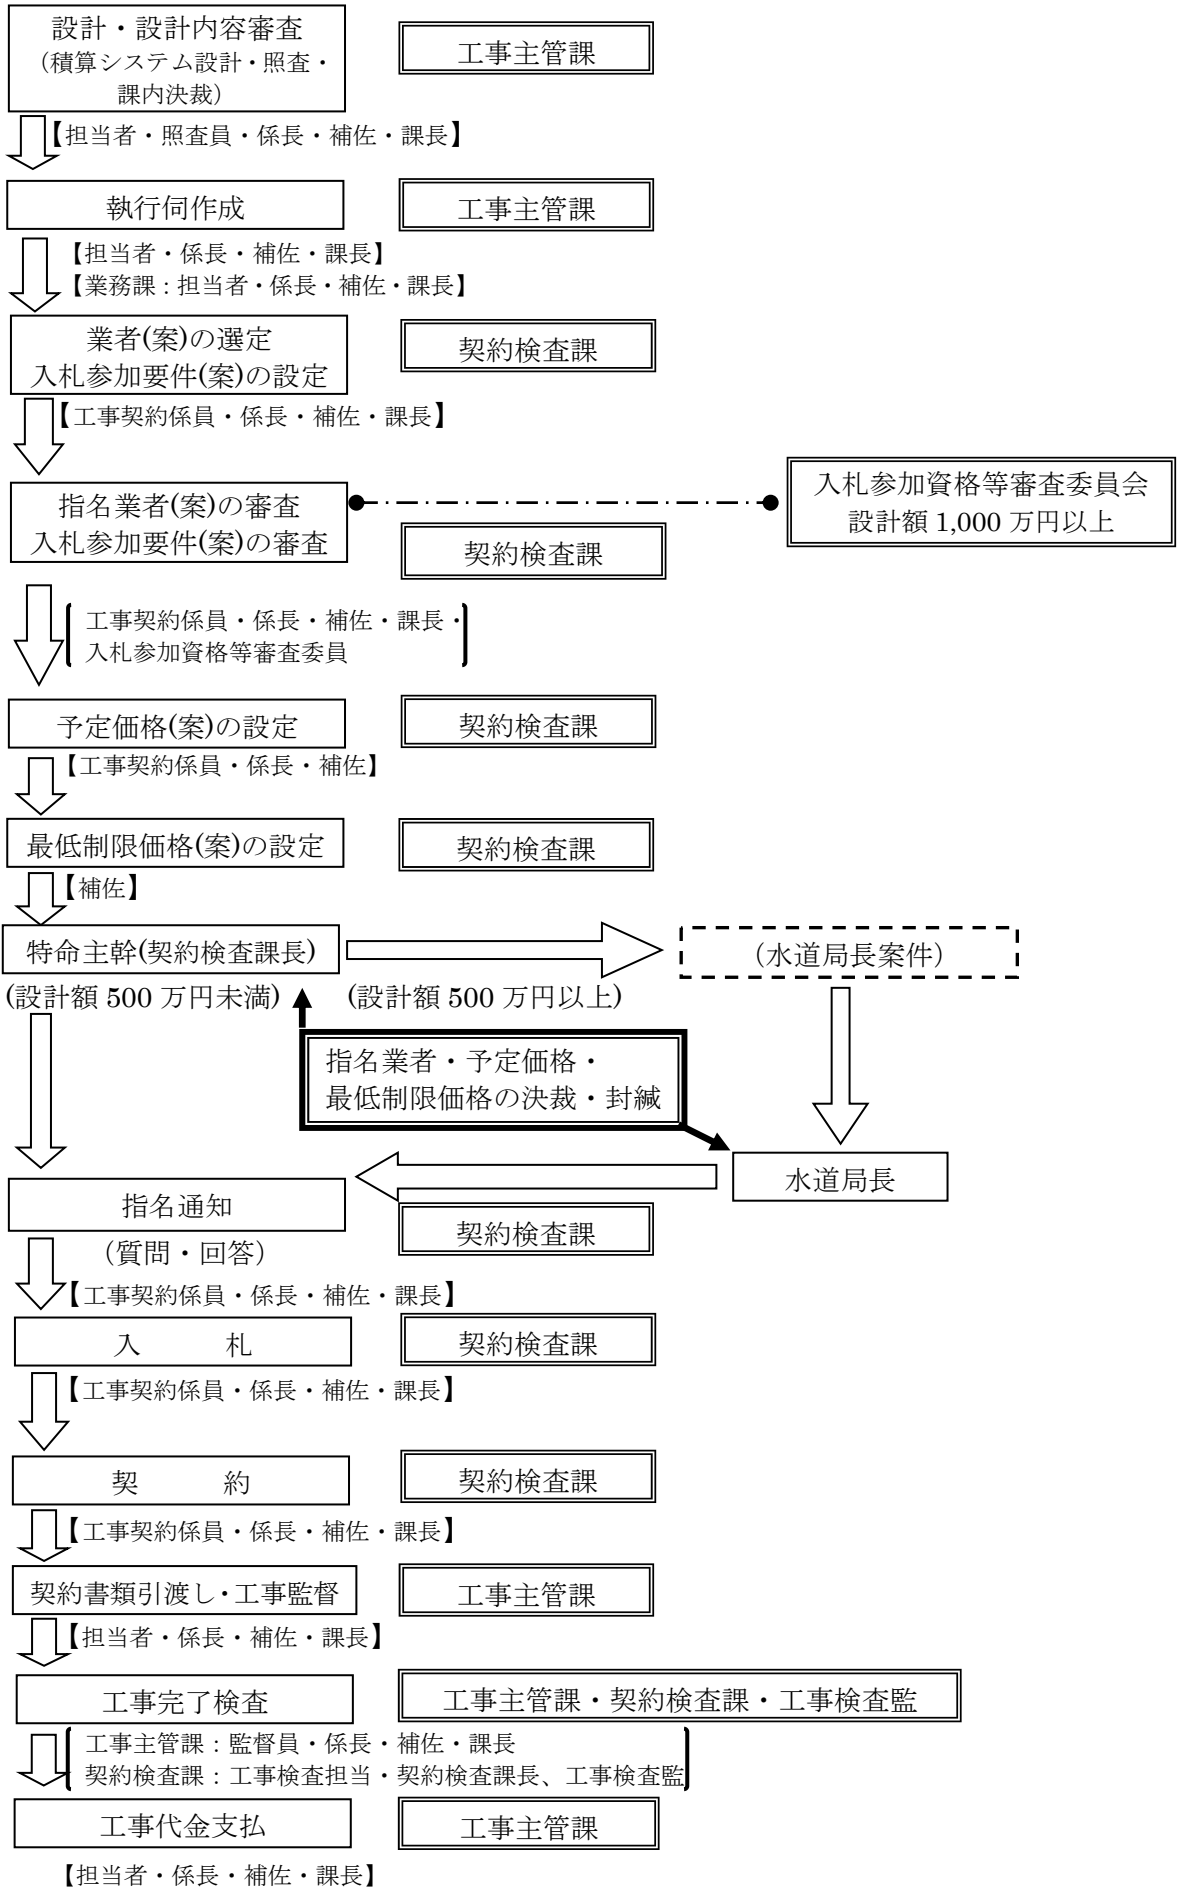 設計・設計内容審査
（積算システム設計・照査・
課内決裁）
工事主管課
【担当者・照査員・係長・補佐・課長】
執行伺作成
工事主管課
【担当者・係長・補佐・課長】
【業務課：担当者・係長・補佐・課長】
業者(案)の選定
入札参加要件(案)の設定
契約検査課
【工事契約係員・係長・補佐・課長】
指名業者(案)の審査
入札参加要件(案)の審査
入札参加資格等審査委員会
設計額 1,000 万円以上
契約検査課
工事契約係員・係長・補佐・課長・
入札参加資格等審査委員
予定価格(案)の設定
契約検査課
【工事契約係員・係長・補佐】
最低制限価格(案)の設定
契約検査課
【補佐】
特命主幹(契約検査課長)
（水道局長案件）
(設計額 500 万円未満)
(設計額 500 万円以上)
指名業者・予定価格・
最低制限価格の決裁・封緘
水道局長
指名通知
契約検査課
（質問・回答）
【工事契約係員・係長・補佐・課長】
入　　　札
契約検査課
【工事契約係員・係長・補佐・課長】
契　　　約
契約検査課
【工事契約係員・係長・補佐・課長】
契約書類引渡し・工事監督
工事主管課
【担当者・係長・補佐・課長】
工事完了検査
工事主管課・契約検査課・工事検査監
工事主管課：監督員・係長・補佐・課長
契約検査課：工事検査担当・契約検査課長、工事検査監
工事代金支払
工事主管課
【担当者・係長・補佐・課長】